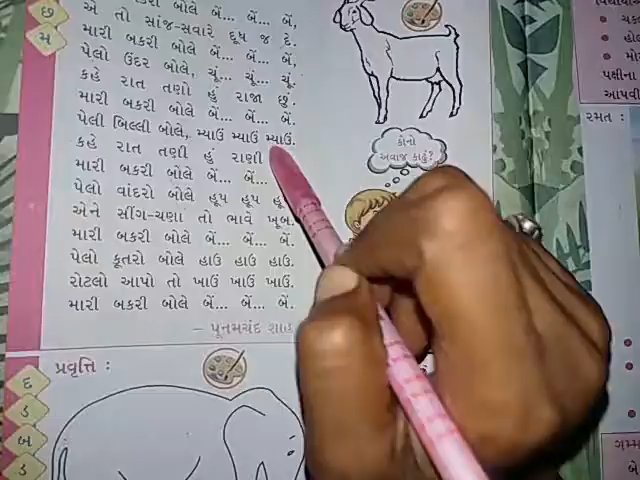 છ
મ
બોલે બેં... બેં... બેં,
એ તો સાંજ-સવારે દૂધ જ દે.
મારી બકરી બોલે બેં... બેં... બેં,
પેલો ઉંદર બોલે, ચૂં... ચૂં... ચૂં.
કહે રાત તણો હું રાજા છું.
મારી બકરી બોલે બેં... બેં... બેં.
પેલી બિલ્લી બોલે, મ્યાઉં મ્યાઉં મ્યાઉં.
કહે રાત તણી હું રાણી
મારી બકરી બોલે બેં... બેં...
પેલો વાંદરો બોલે હૂપ હૂપ
એને સીંગ-ચણા તો ભાવે ખૂબ.
મારી બકરી બોલે બેં... બેં... બેં.
પેલો કૂતરો બોલે હાઉ હાઉ હાઉ.
રોટલો આપો તો ખાઉં ખાઉં ખાઉં.
મારી બકરી બોલે બેં... બેં... બેં.
– પૂનમચંદ શાહ
કોનો
અવાજ કાઢું?
પ્રવૃત્તિ :
દ
ડ
બ
ડ
પક્ષીના
આપલી
રમત :